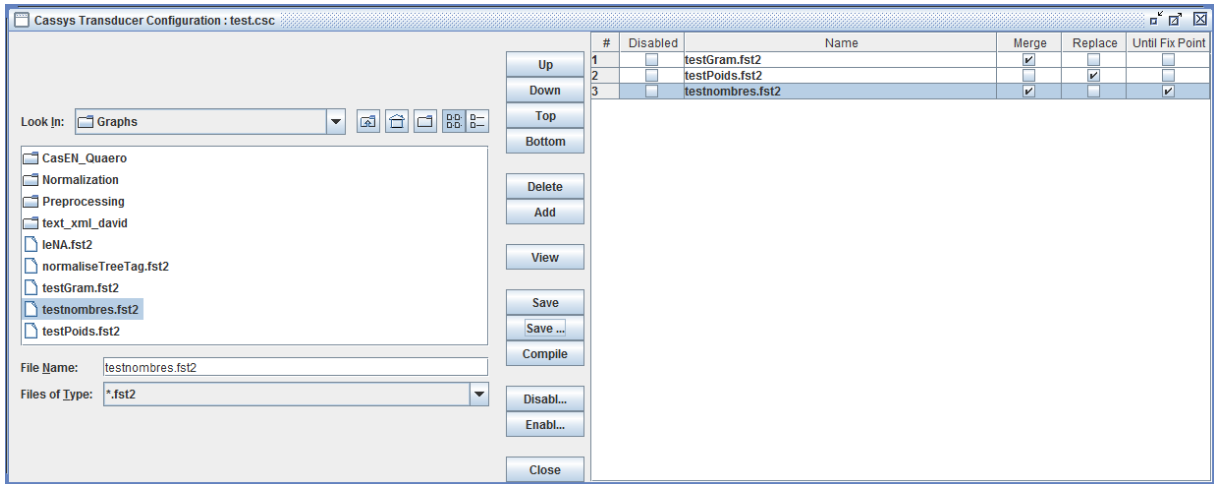 Cassys Transducer Configuration : test.csc
Look In: Graphs
CasEN_Quaero
Normalization
Preprocessing
text_xml_david
leNA.fst2
normaliseTreeTag.fst2
testGram.fst2
testnombres.fst2
testPoids.fst2
File Name: testnombres.fst2
Files of Type: *.fst2
Up
Down
Top
Bottom
Delete
Add
View
Save
Save ...
Compile
Disabl...
Enabl...
Close
# Disabled Name Merge Replace Until Fix Point
1 testGram.fst2
2 testPoids.fst2
3 testnombres.fst2